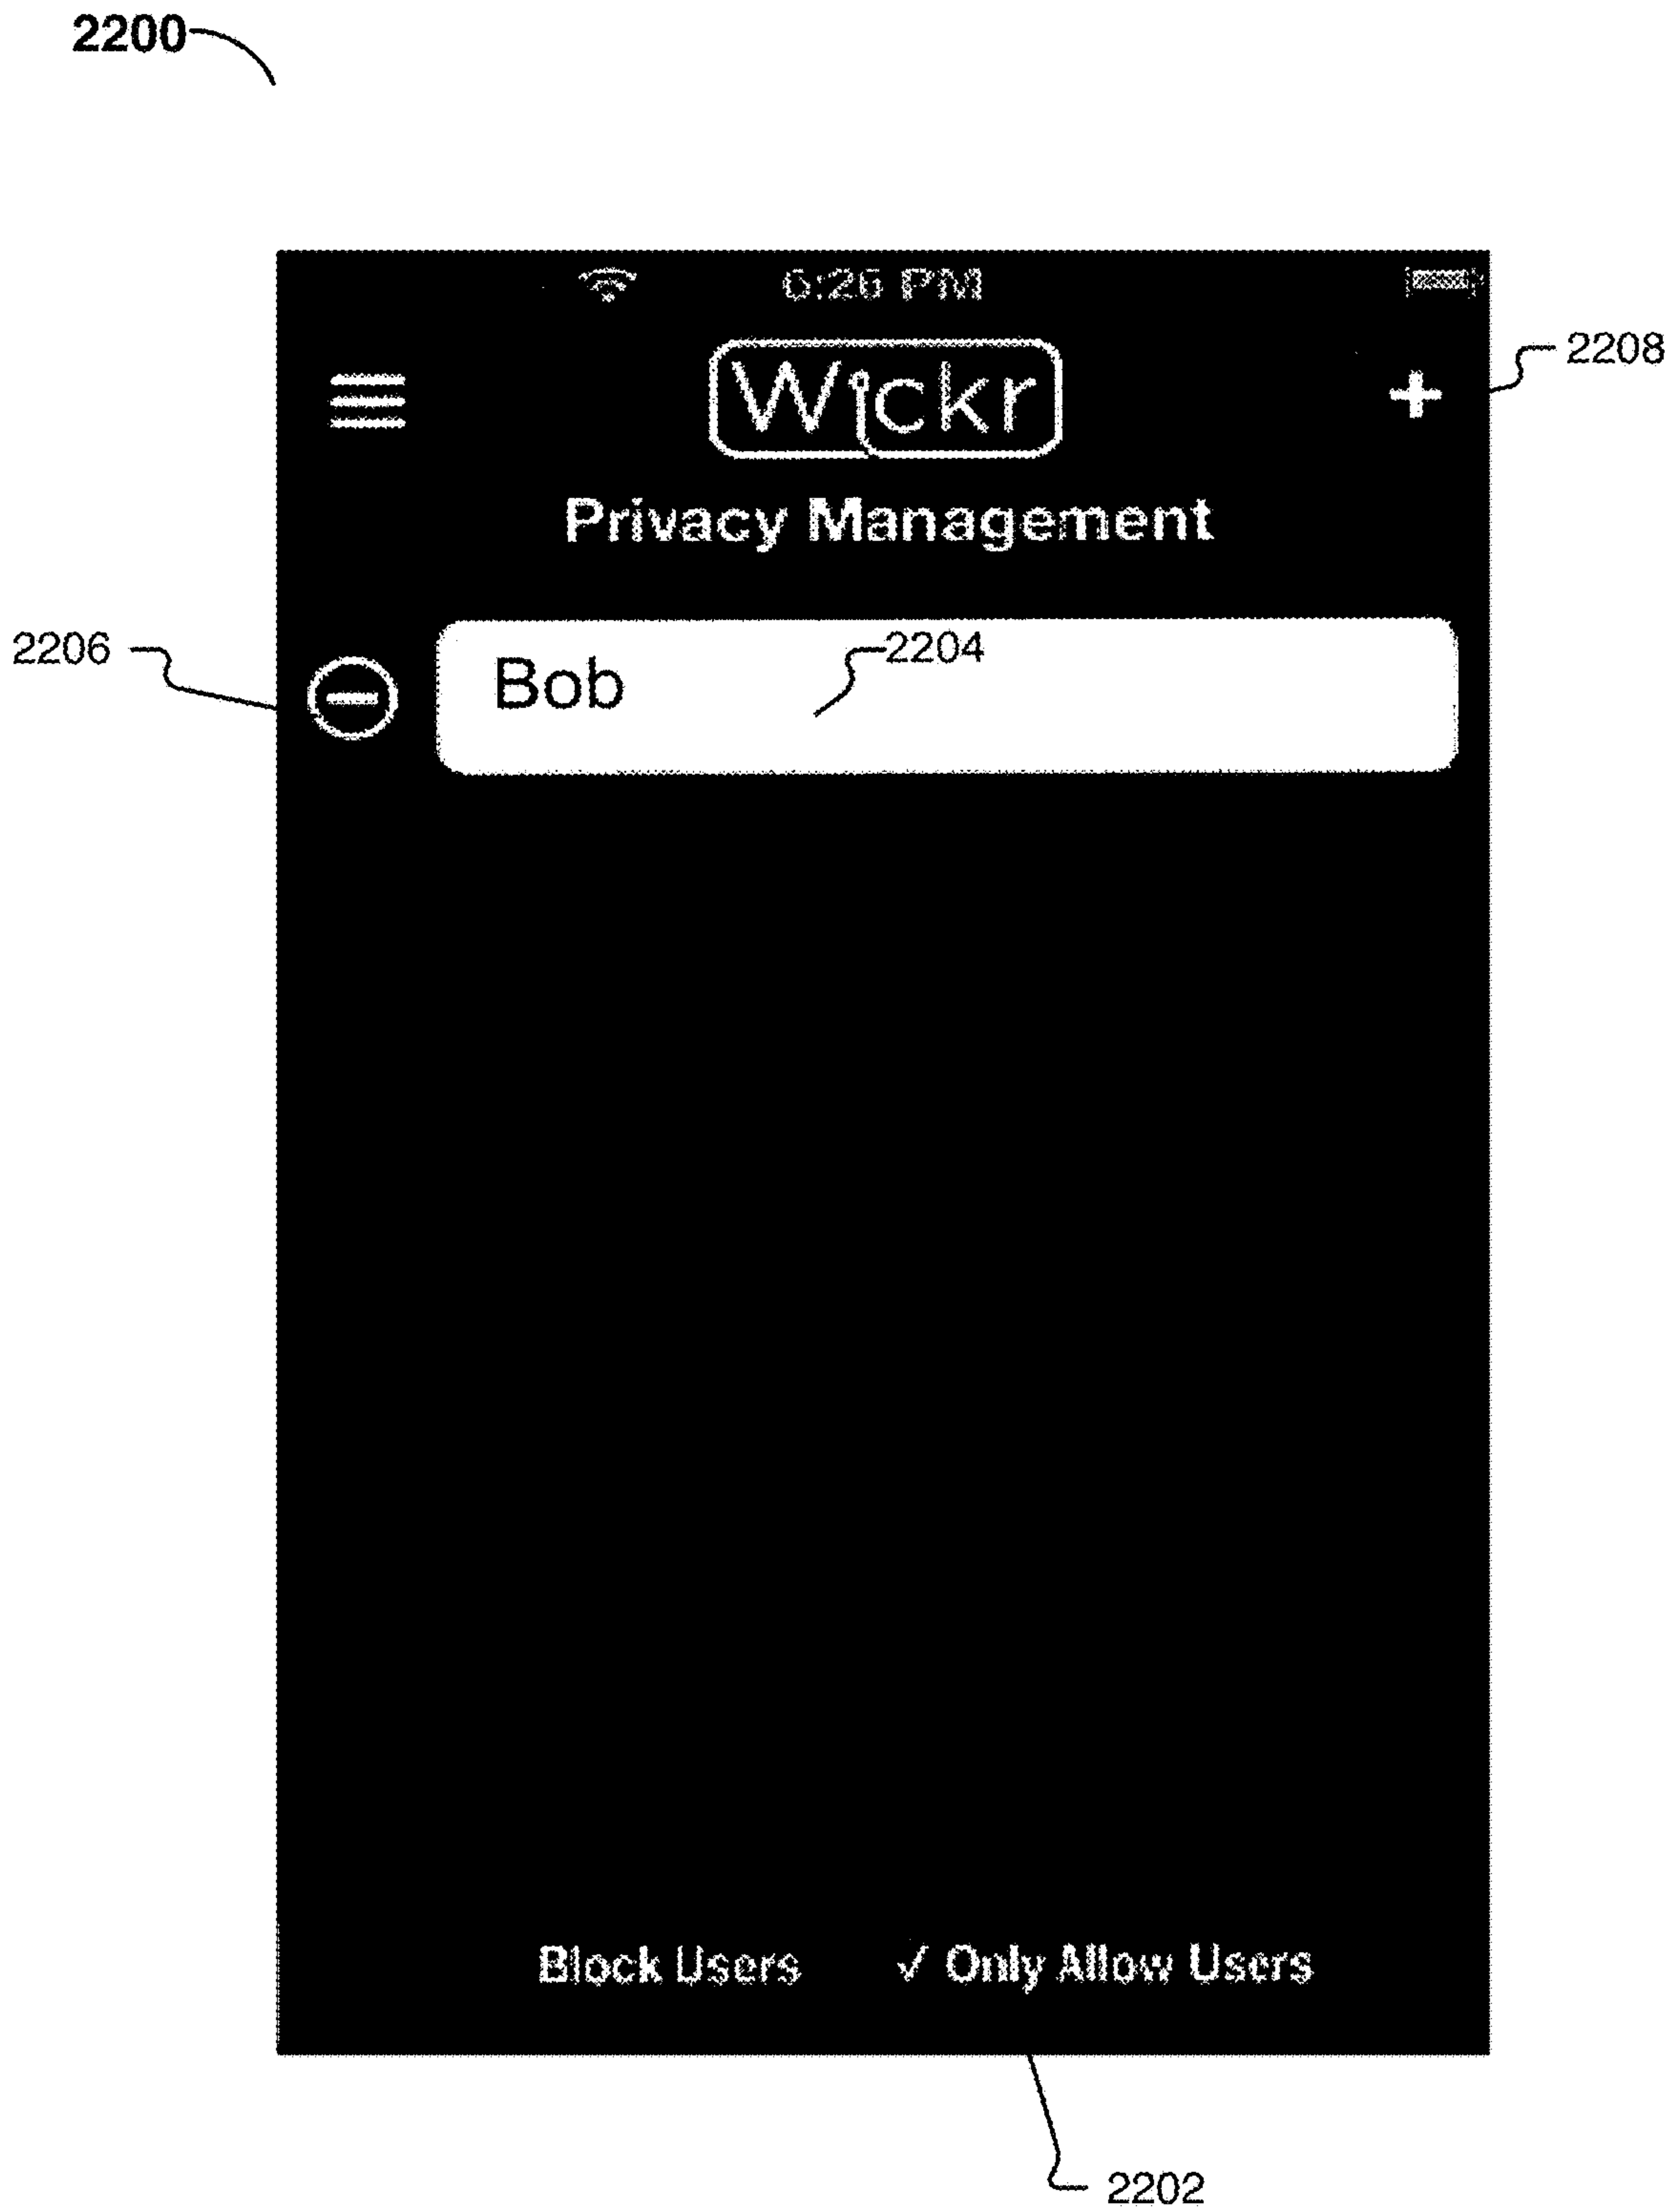 2200
6:26 PM
2208
Wickr
Privacy Management
2206
Bob
2204
Block Users ✓ Only Allow Users
2202